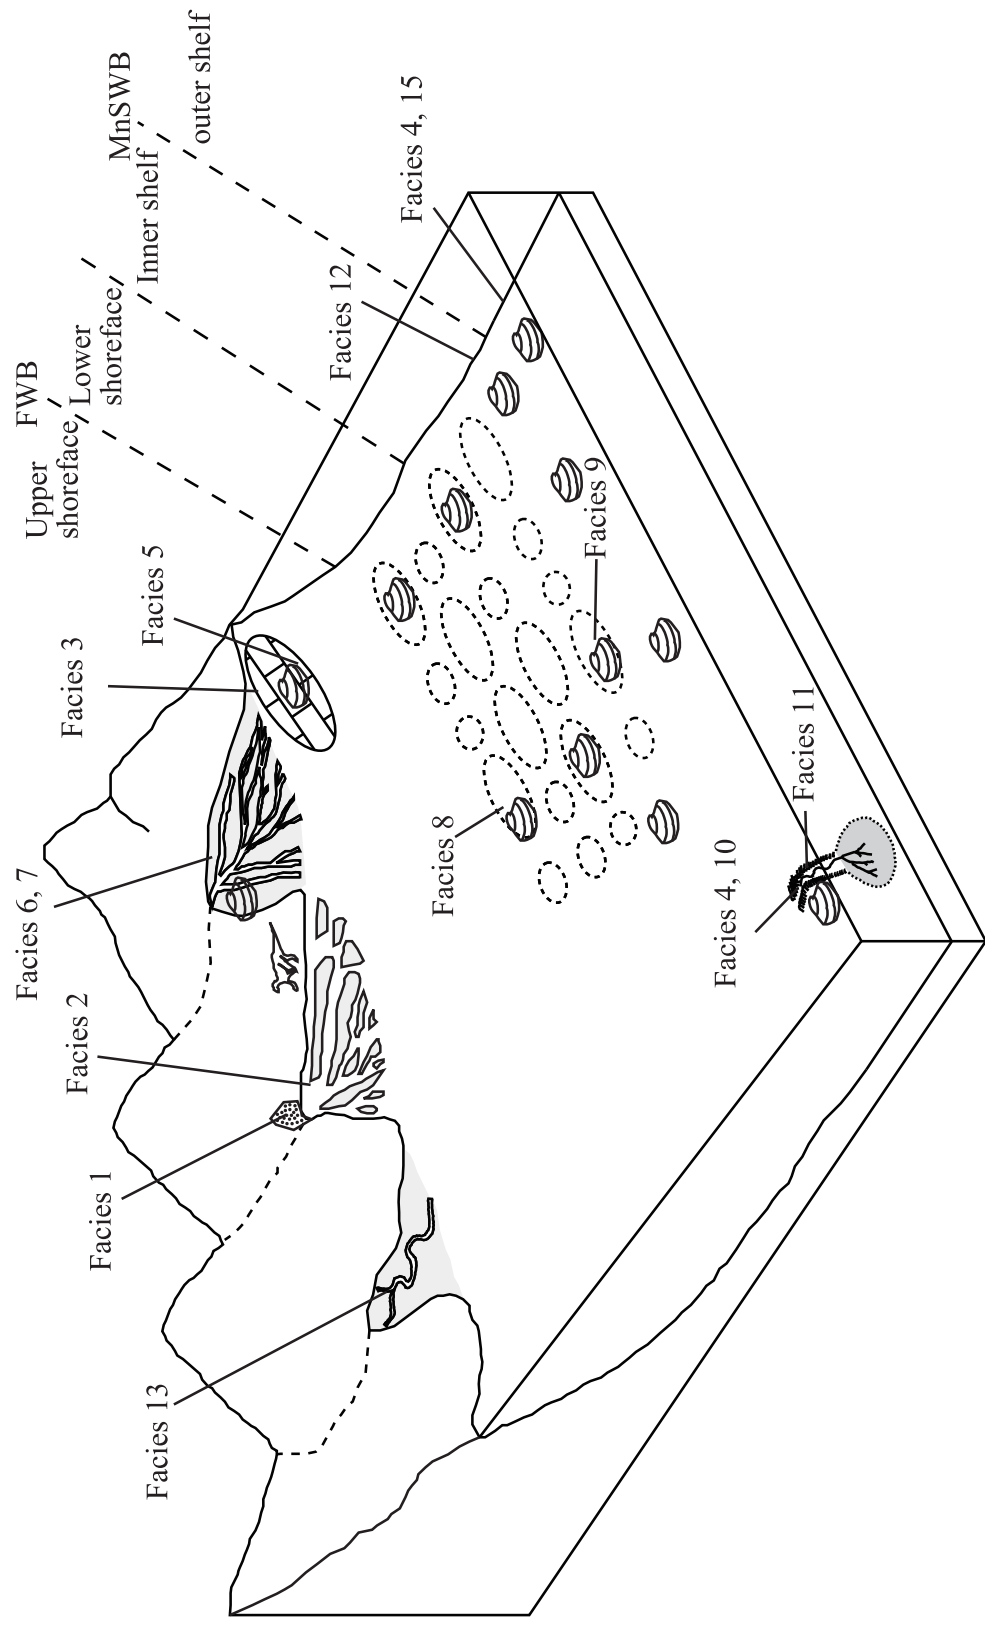 Facies 13
Facies 1
Facies 2
Facies 6, 7
Facies 3
Facies 5
Upper
shoreface
FWB
Lower
shoreface
Inner shelf
MnSWB
outer shelf
Facies 12
Facies 4, 15
Facies 8
Facies 9
Facies 4, 10
Facies 11